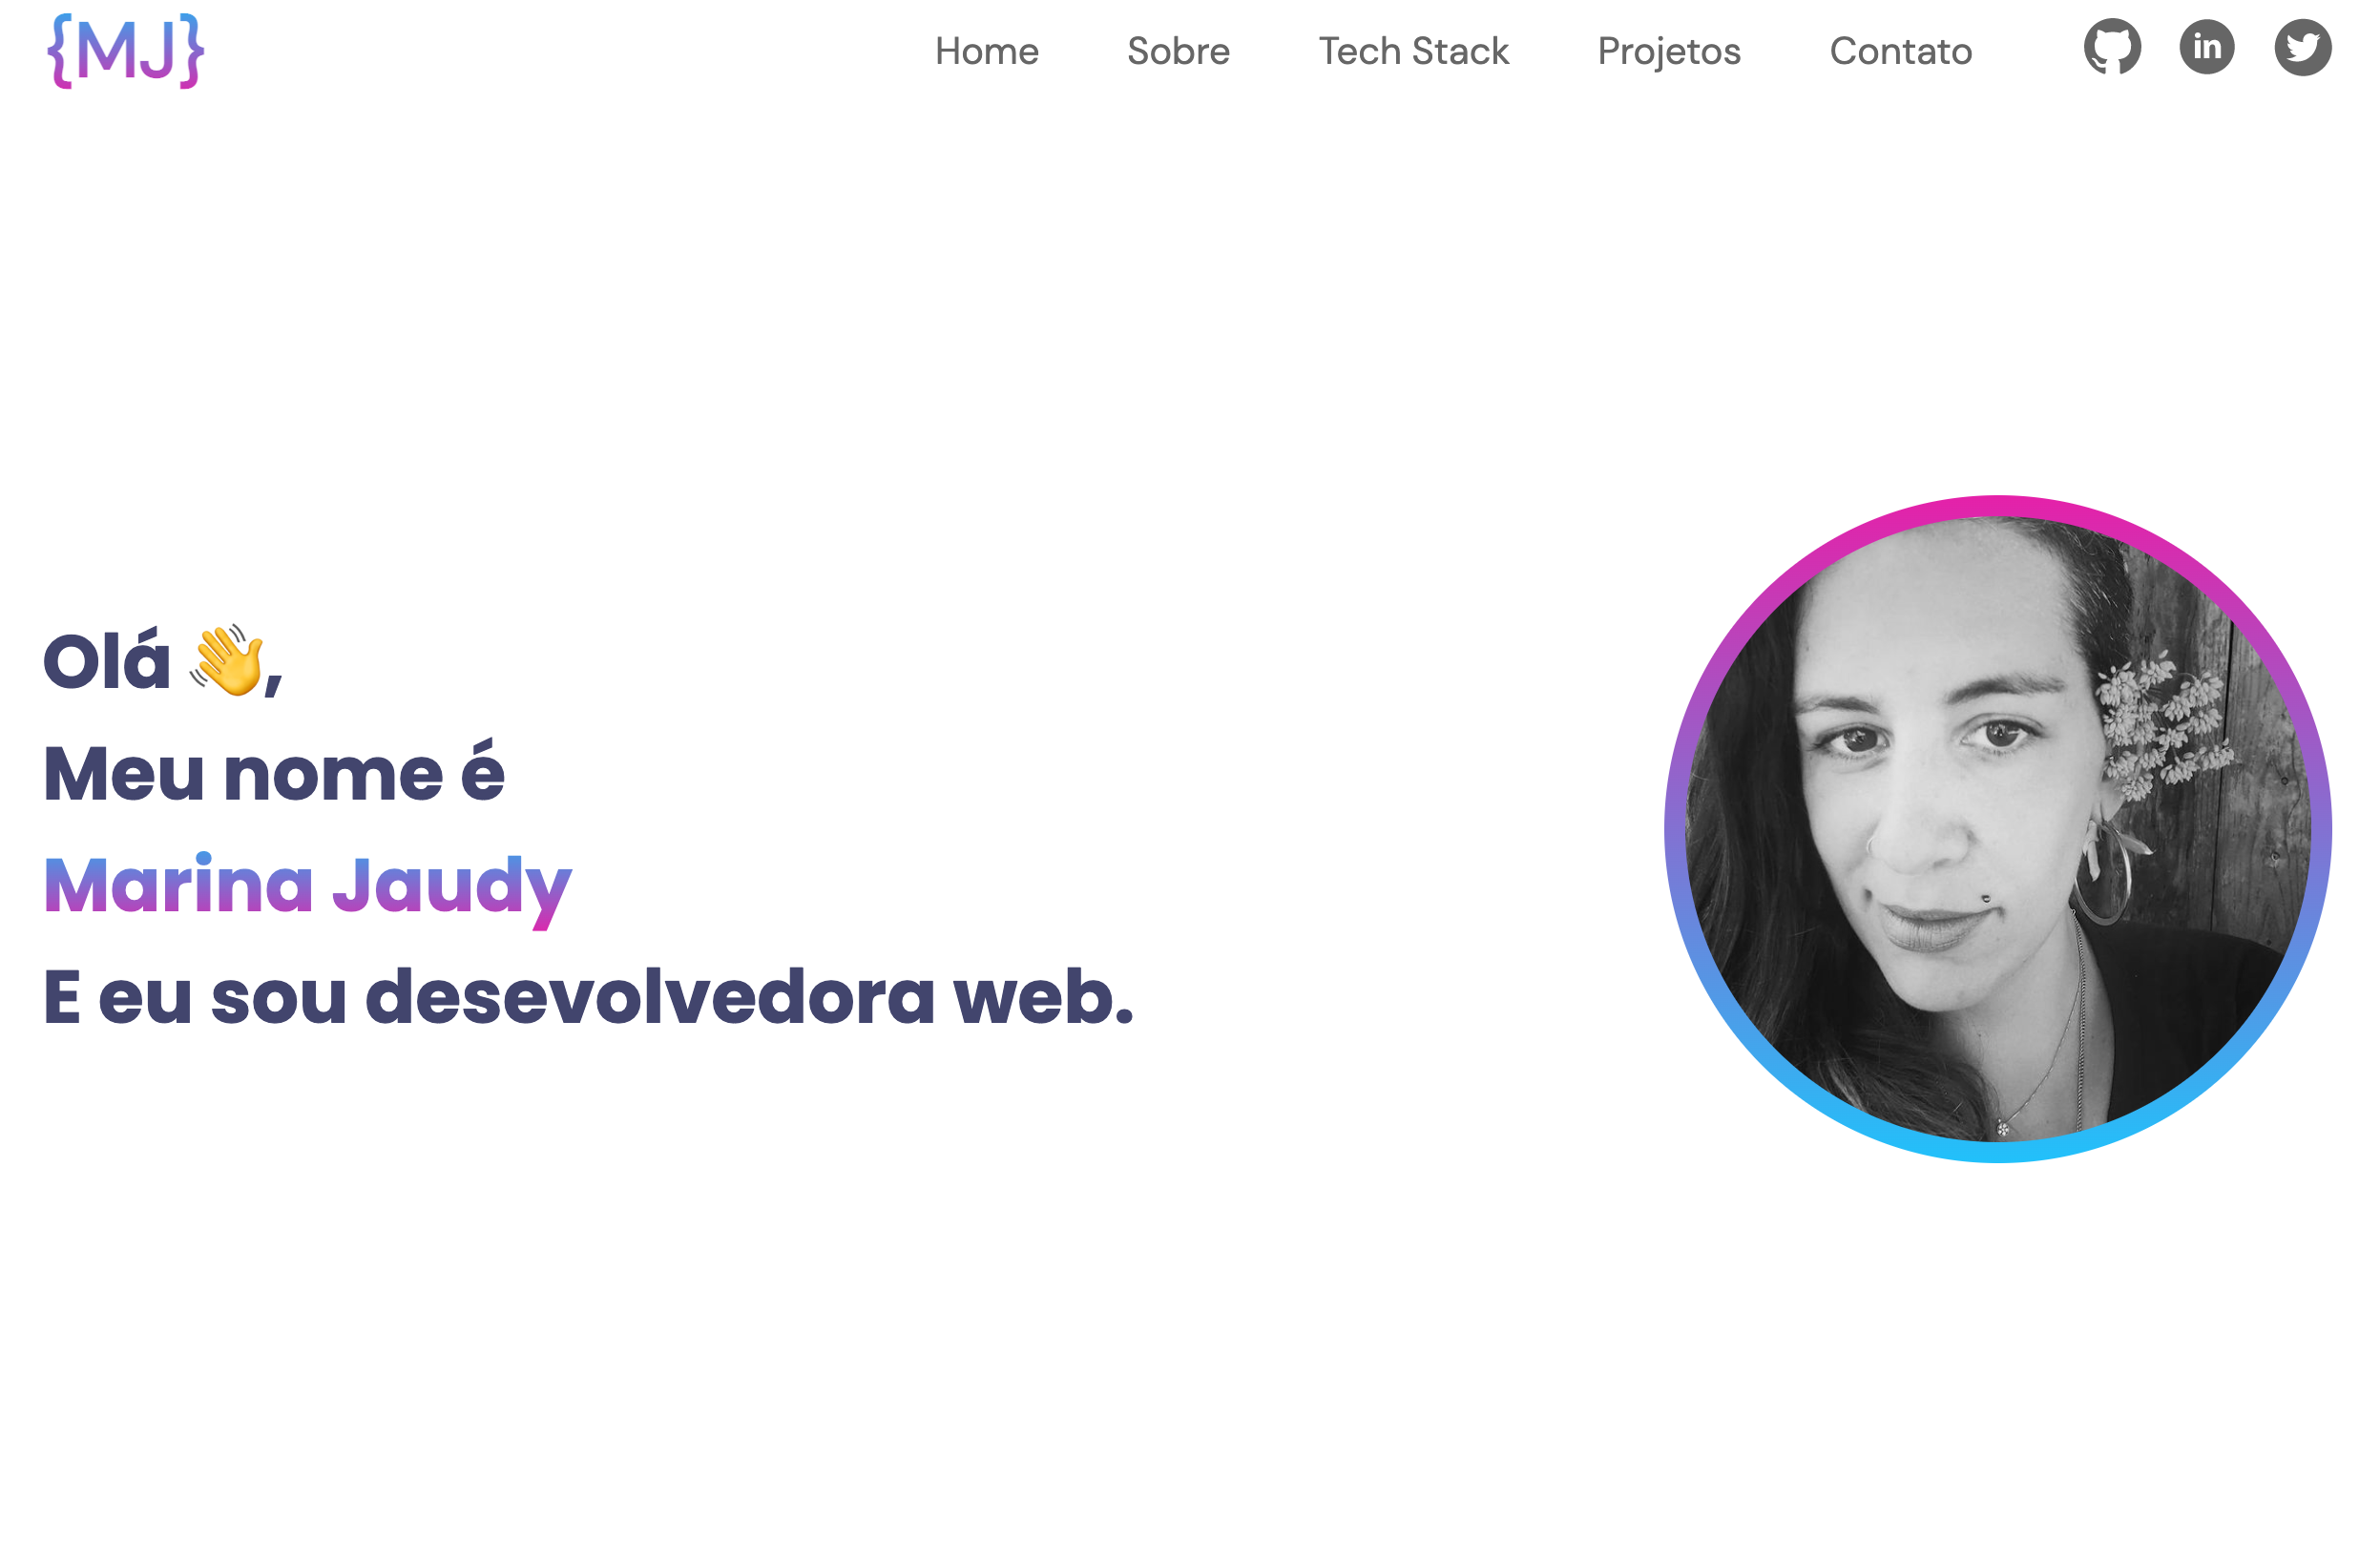 {MJ}
Home Sobre Tech Stack Projetos Contato in
Olá 👋,
Meu nome é
Marina Jaudy
E eu sou desevolvedora web.